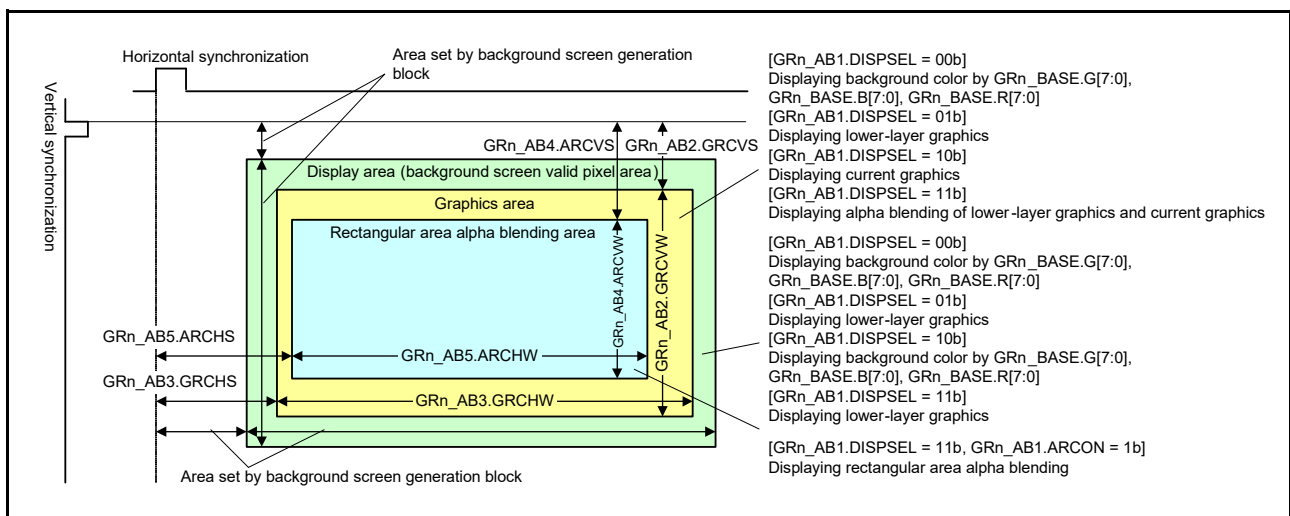 Horizontal synchronization
Area set by background screen generation
block
Vertical synchronization
GRn_AB4.ARCVS
GRn_AB2.GRCVS
Display area (background screen valid pixel area)
Graphics area
Rectangular area alpha blending area
GRn_AB4.ARCVW
GRn_AB2.GRCVW
GRn_AB5.ARCHS
GRn_AB5.ARCHW
GRn_AB3.GRCHS
GRn_AB3.GRCHW
Area set by background screen generation block
[GRn_AB1.DISPSEL = 00b]
Displaying background color by GRn_BASE.G[7:0],
GRn_BASE.B[7:0], GRn_BASE.R[7:0]
[GRn_AB1.DISPSEL = 01b]
Displaying lower-layer graphics
[GRn_AB1.DISPSEL = 10b]
Displaying current graphics
[GRn_AB1.DISPSEL = 11b]
Displaying alpha blending of lower-layer graphics and current graphics
[GRn_AB1.DISPSEL = 00b]
Displaying background color by GRn_BASE.G[7:0],
GRn_BASE.B[7:0], GRn_BASE.R[7:0]
[GRn_AB1.DISPSEL = 01b]
Displaying lower-layer graphics
[GRn_AB1.DISPSEL = 10b]
Displaying background color by GRn_BASE.G[7:0],
GRn_BASE.B[7:0], GRn_BASE.R[7:0]
[GRn_AB1.DISPSEL = 11b]
Displaying lower-layer graphics
[GRn_AB1.DISPSEL = 11b, GRn_AB1.ARCON = 1b]
Displaying rectangular area alpha blending